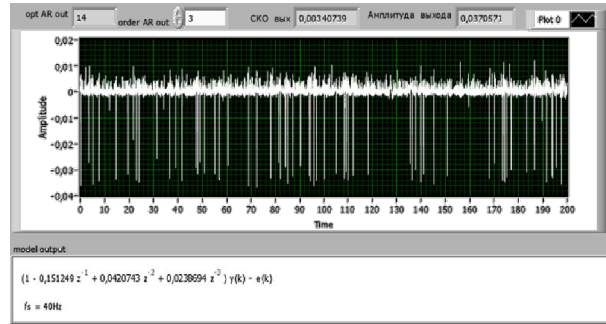 opt AR out 14 order AR out 3 СКО вых 0,00340739 Амплитуда выхода 0,0370571 Plot 0
0,02
0,01
0
-0,01
-0,02
-0,03
-0,04
Amplitude
0 10 20 30 40 50 60 70 80 90 100 110 120 130 140 150 160 170 180 190 200
Time
model output
(1 - 0,151249 z^-1 + 0,0420743 z^-2 + 0,0238694 z^-3 ) y(k) - e(k)
fs = 40Hz